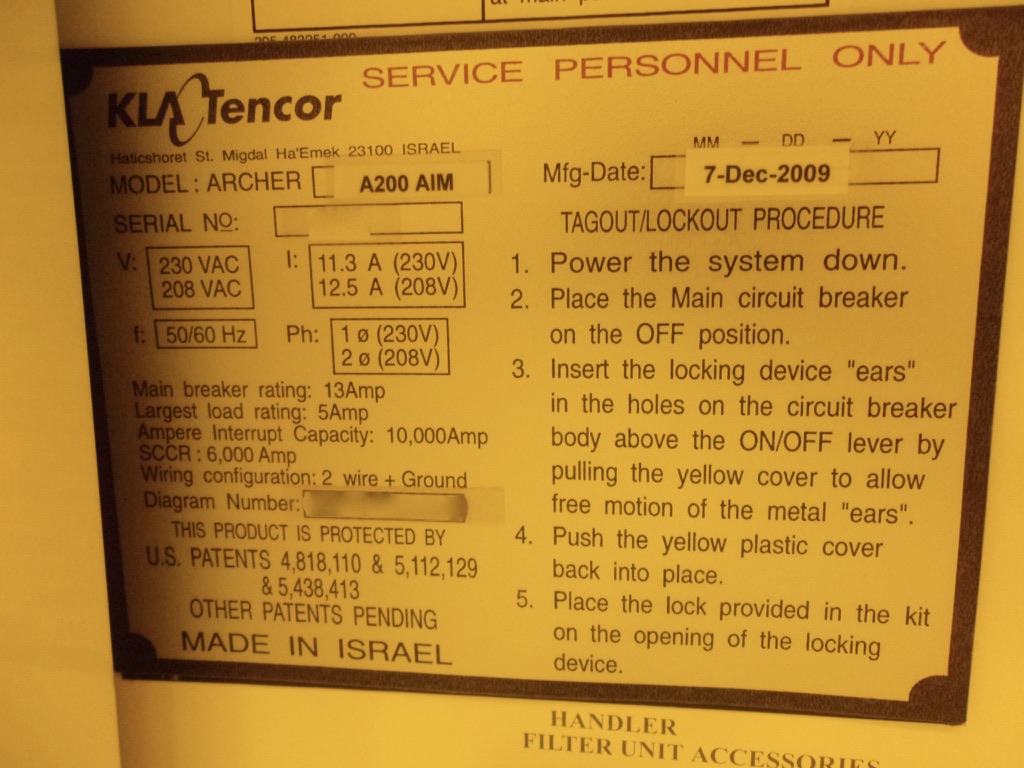 SERVICE PERSONNEL ONLY
KLA Tencor
Haticshoret St. Migdal Ha'Emek 23100 ISRAEL
MODEL: ARCHER A200 AIM
SERIAL NO:
V: 230 VAC
208 VAC
I: 11.3 A (230V)
12.5 A (208V)
f: 50/60 Hz
Ph: 1 ø (230V)
2 ø (208V)
Main breaker rating: 13Amp
Largest load rating: 5Amp
Ampere Interrupt Capacity: 10,000Amp
SCCR : 6,000 Amp
Wiring configuration: 2 wire + Ground
Diagram Number:
THIS PRODUCT IS PROTECTED BY
U.S. PATENTS 4,818,110 & 5,112,129
& 5,438,413
OTHER PATENTS PENDING
MADE IN ISRAEL
MM — DD — YY
Mfg-Date: 7-Dec-2009
TAGOUT/LOCKOUT PROCEDURE
1. Power the system down.
2. Place the Main circuit breaker
on the OFF position.
3. Insert the locking device "ears"
in the holes on the circuit breaker
body above the ON/OFF lever by
pulling the yellow cover to allow
free motion of the metal "ears".
4. Push the yellow plastic cover
back into place.
5. Place the lock provided in the kit
on the opening of the locking
device.
HANDLER
FILTER UNIT ACCESSORIES